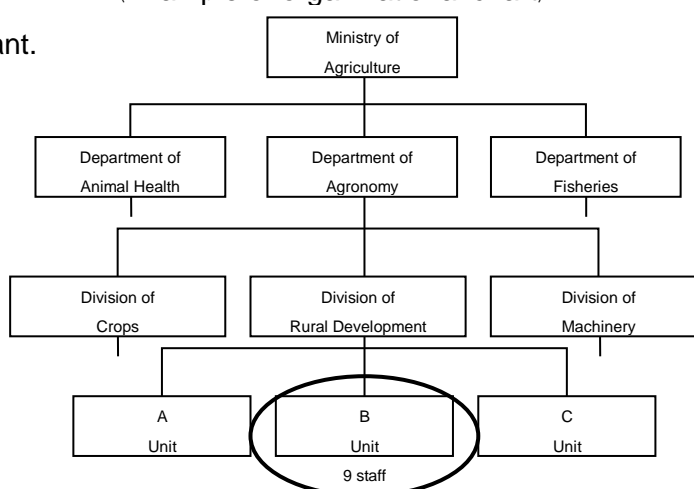 ant.
Ministry of
Agriculture
Department of
Animal Health
Department of
Agronomy
Department of
Fisheries
Division of
Crops
Division of
Rural Development
Division of
Machinery
A
Unit
B
Unit
9 staff
C
Unit